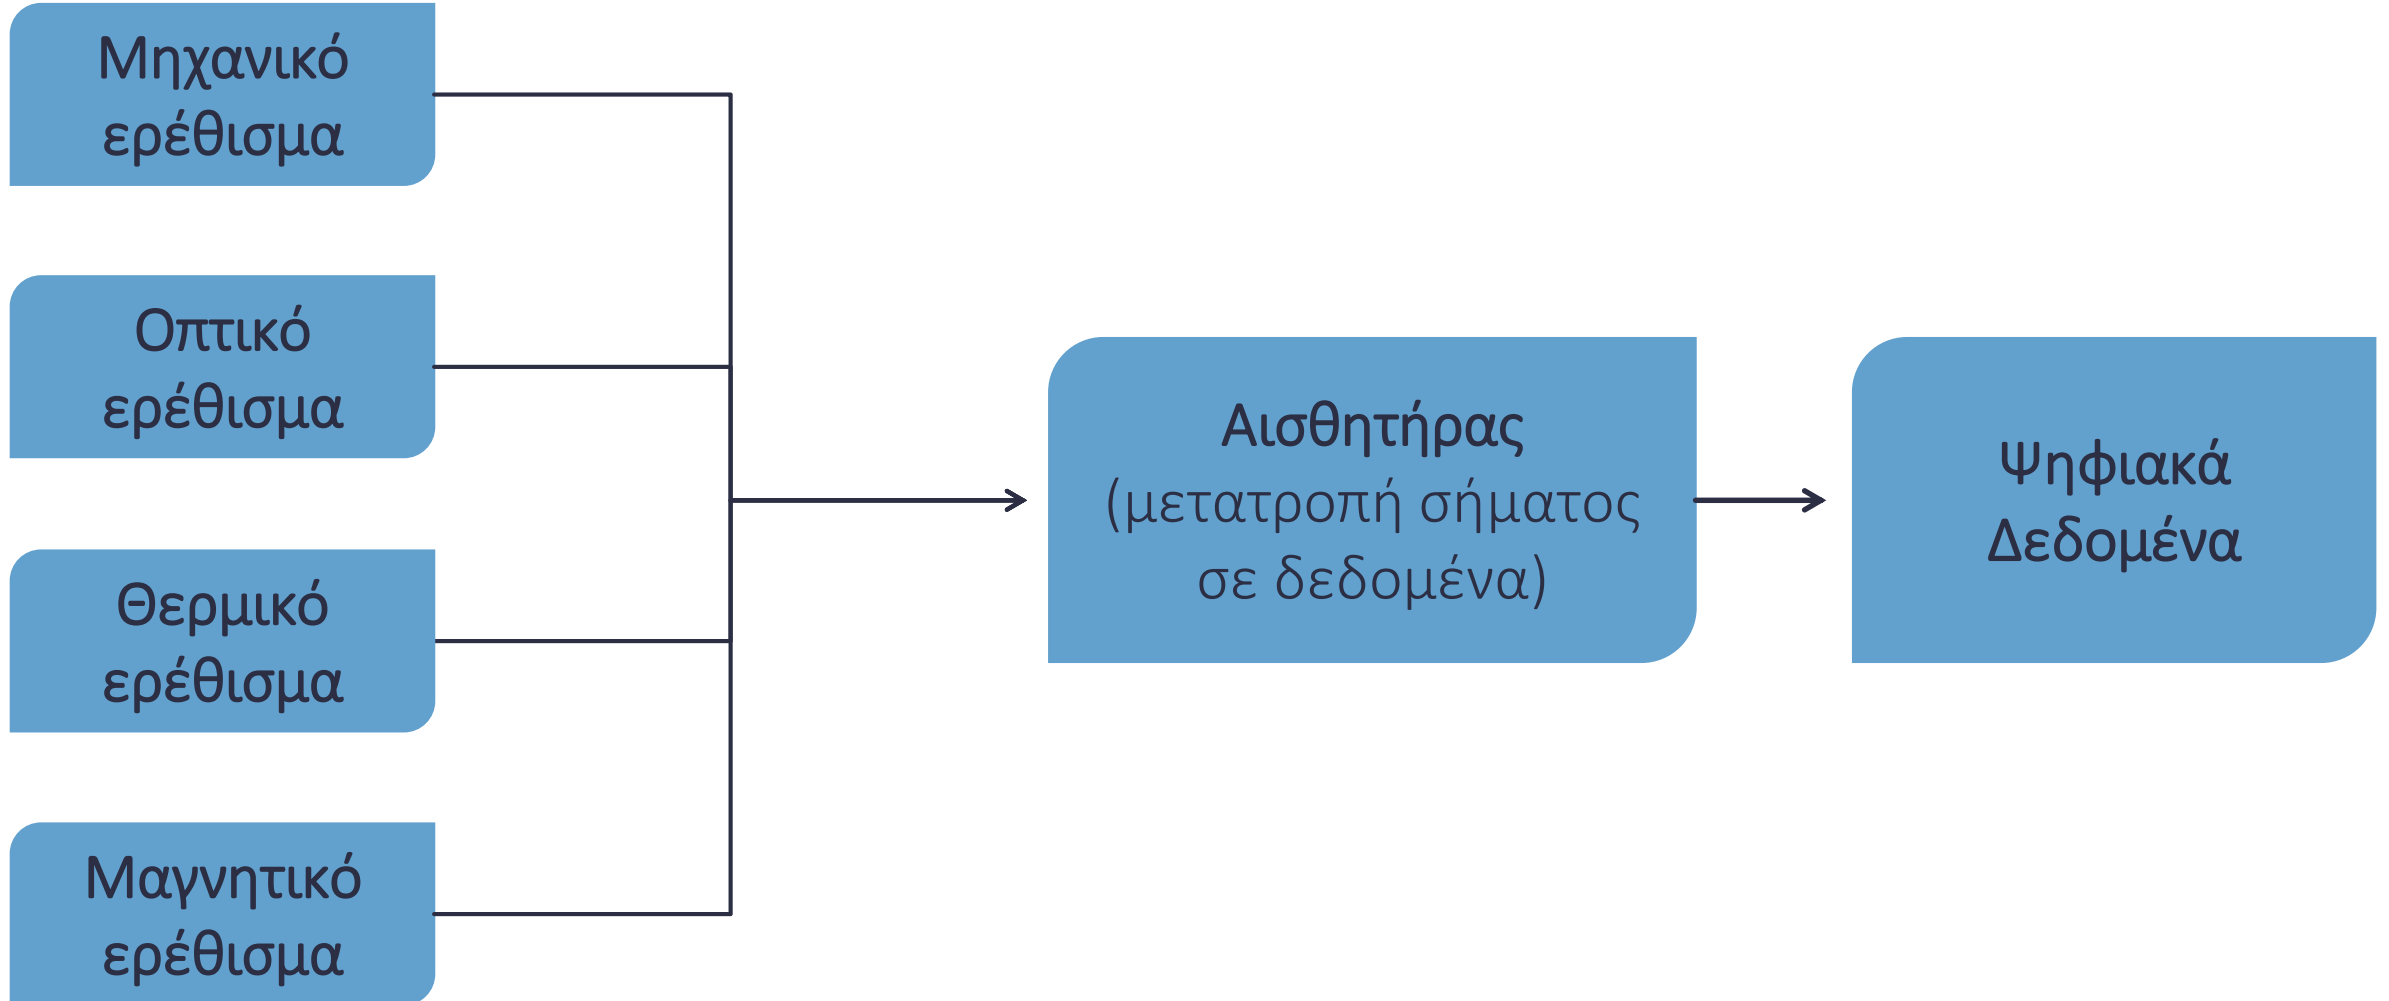 Μηχανικό
ερέθισμα
Οπτικό
ερέθισμα
Θερμικό
ερέθισμα
Μαγνητικό
ερέθισμα
Αισθητήρας
(μετατροπή σήματος
σε δεδομένα)
Ψηφιακά
Δεδομένα